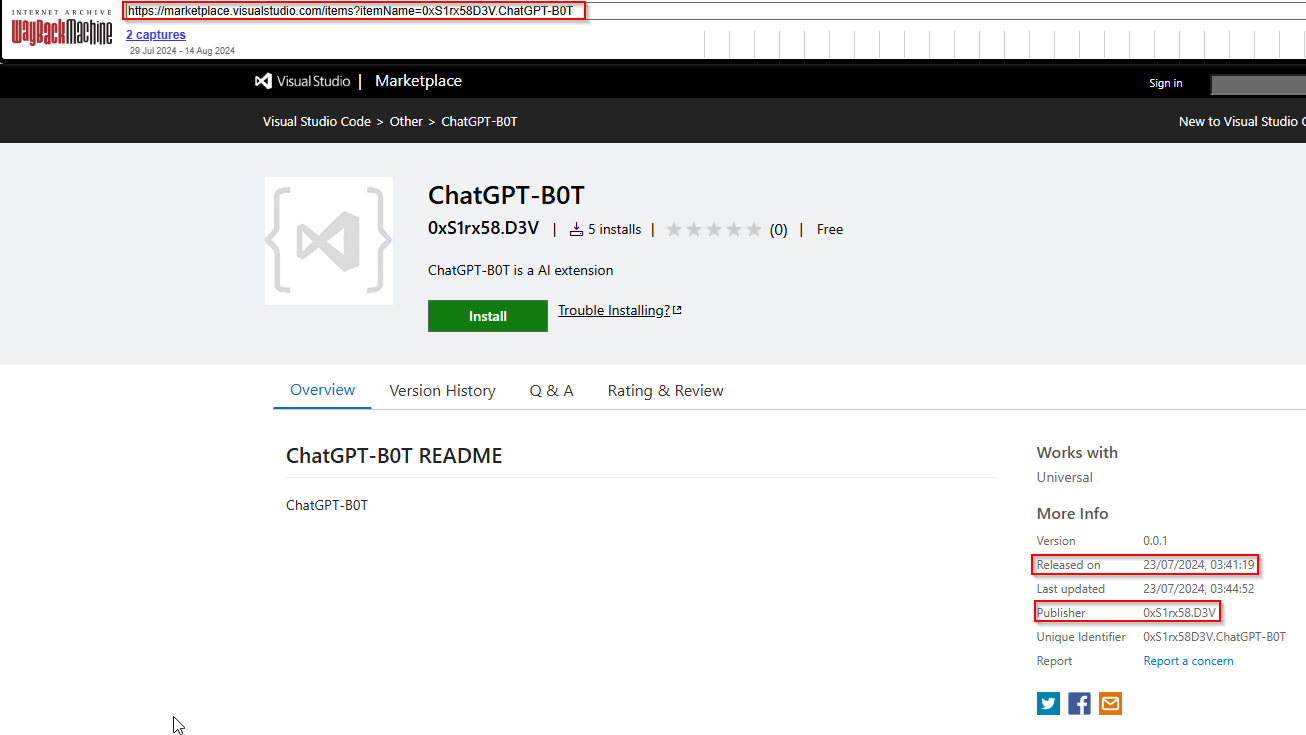 INTERNET ARCHIVE
WayBackMachine
https://marketplace.visualstudio.com/items?itemName=0xS1rx58D3V.ChatGPT-B0T
2 captures
29 Jul 2024 - 14 Aug 2024
Visual Studio | Marketplace
Sign in
Visual Studio Code > Other > ChatGPT-B0T
New to Visual Studio C
ChatGPT-B0T
0xS1rx58.D3V | 5 installs | (0) | Free
ChatGPT-B0T is a AI extension
Install
Trouble Installing?
Overview
Version History
Q & A
Rating & Review
ChatGPT-B0T README
ChatGPT-B0T
Works with
Universal
More Info
Version 0.0.1
Released on 23/07/2024, 03:41:19
Last updated 23/07/2024, 03:44:52
Publisher 0xS1rx58.D3V
Unique Identifier 0xS1rx58D3V.ChatGPT-B0T
Report Report a concern